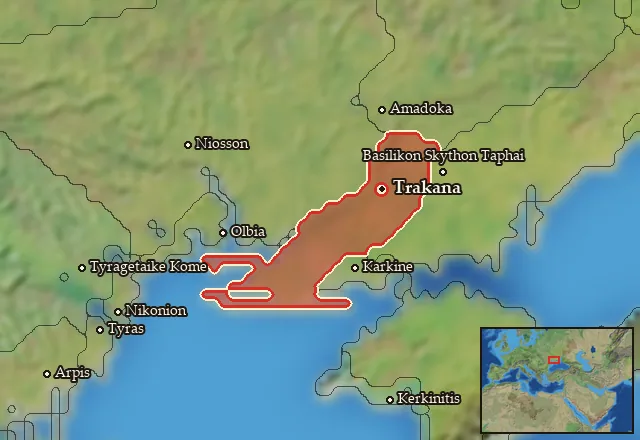 Amadoka
Niosson
Basilikon Skython Taphai
Trakana
Olbia
Tyragetaike Kome
Karkine
Nikonion
Tyras
Arpis
Kerkinitis